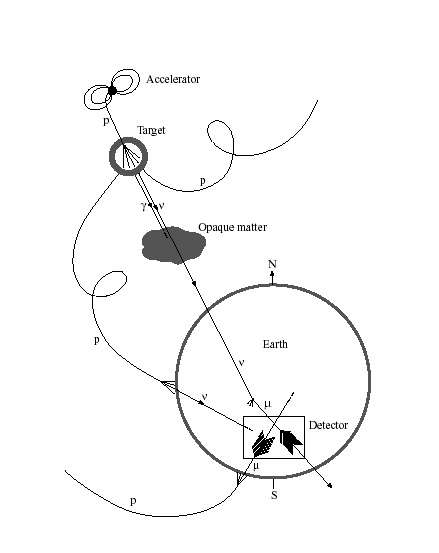 Accelerator
p
Target
p
γ
ν
Opaque matter
N
Earth
p
ν
ν
μ
Detector
μ
S
p